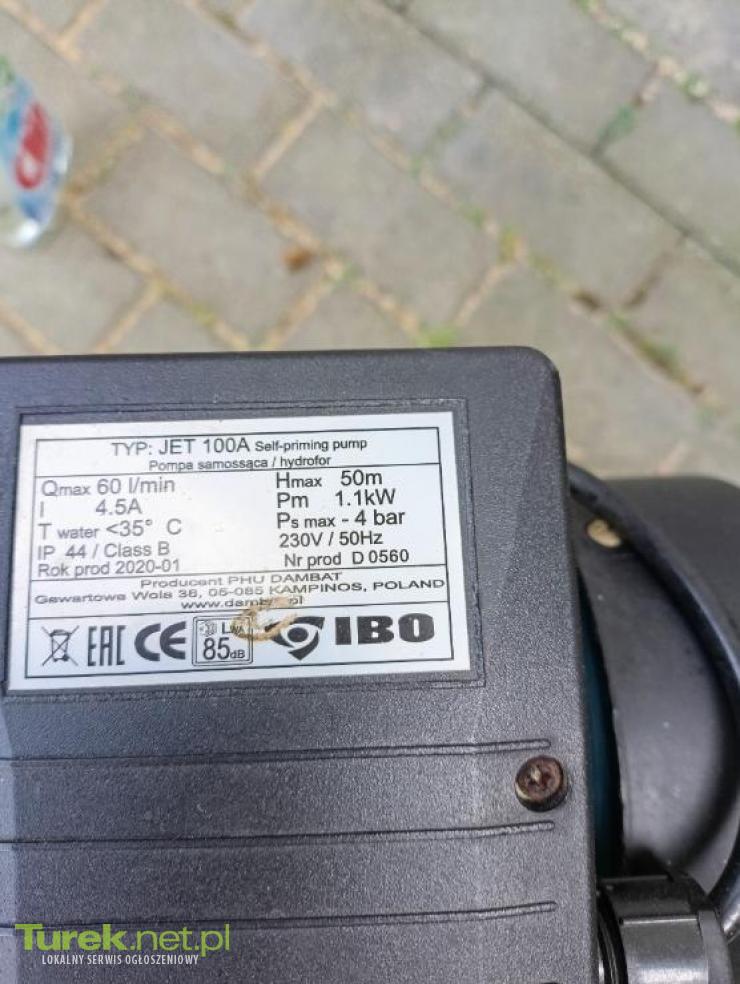 TYP: JET 100A Self-priming pump
Pompa samossąca / hydrofor
Qmax 60 l/min Hmax 50m
I 4.5A Pm 1.1kW
T water <35° C Ps max - 4 bar
IP 44 / Class B 230V / 50Hz
Rok prod 2020-01 Nr prod D 0560
Producent PHU DAMBAT
Gawartowa Wola 38, 05-085 KAMPINOS, POLAND
EAC CE 85dB IBO
Turek.net.pl
LOKALNY SERWIS OGŁOSZENIOWY